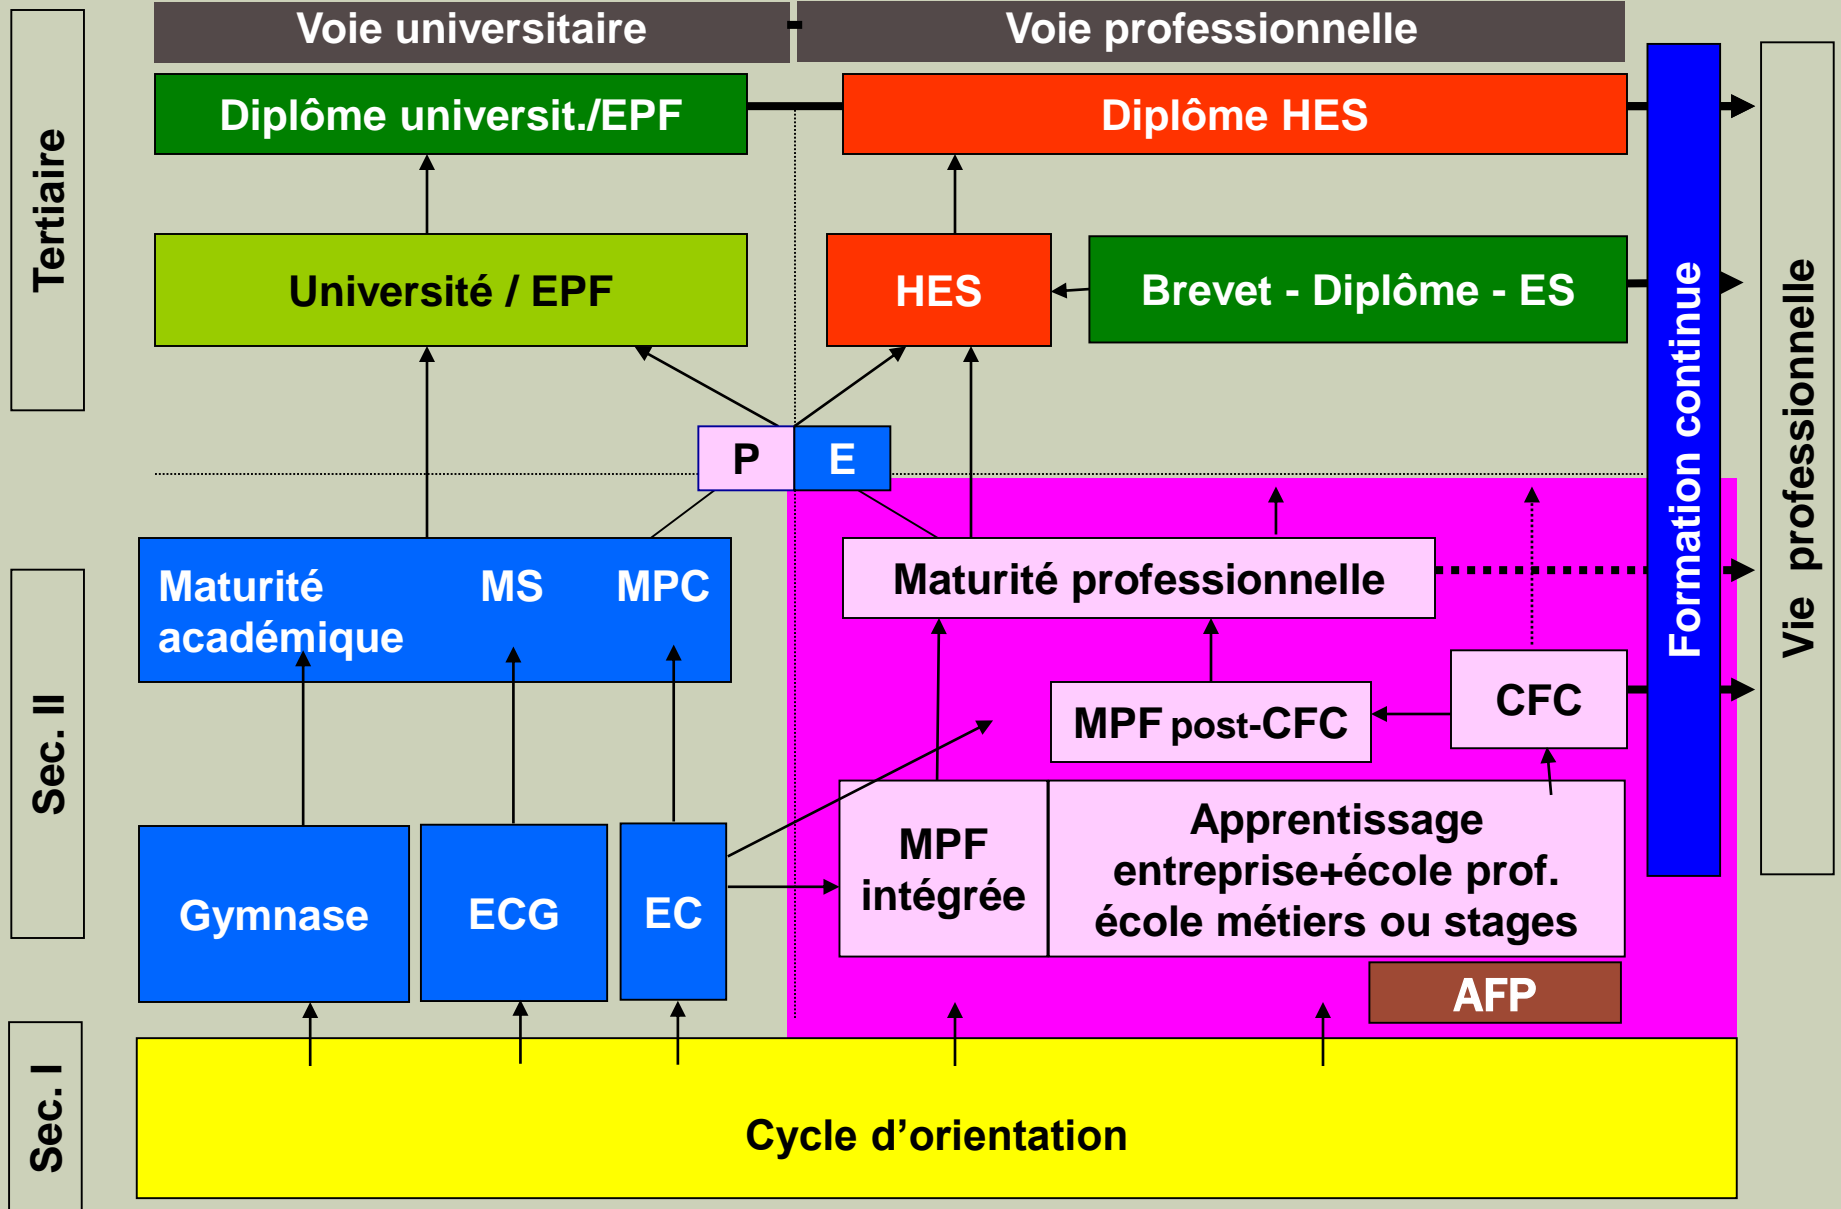 Voie universitaire
-
Voie professionnelle
Tertiaire
Diplôme universit./EPF
Diplôme HES
Université / EPF
HES
Brevet - Diplôme - ES
Formation continue
Vie professionnelle
P
E
Sec. II
Maturité
académique
MS
MPC
Maturité professionnelle
MPF post-CFC
CFC
Gymnase
ECG
EC
MPF
intégrée
Apprentissage
entreprise+école prof.
école métiers ou stages
AFP
Sec. I
Cycle d’orientation